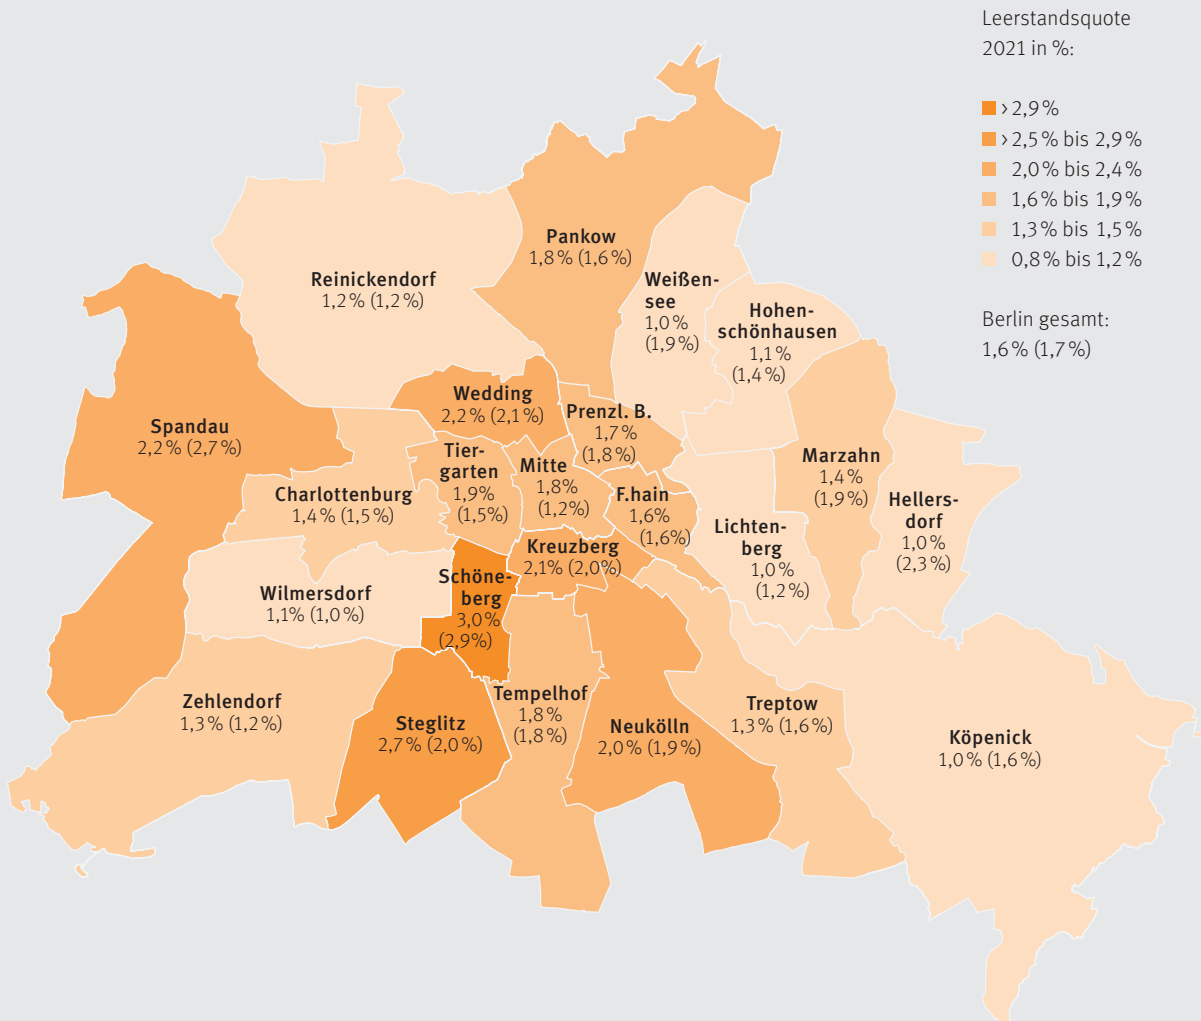 Leerstandsquote
2021 in %:
› 2,9 %
› 2,5 % bis 2,9 %
2,0 % bis 2,4 %
1,6 % bis 1,9 %
1,3 % bis 1,5 %
0,8 % bis 1,2 %
Berlin gesamt:
1,6 % (1,7 %)
Pankow
1,8 % (1,6 %)
Reinickendorf
1,2 % (1,2 %)
Weißen-
see
1,0 %
(1,9 %)
Hohen-
schönhausen
1,1 %
(1,4 %)
Wedding
2,2 % (2,1 %)
Prenzl. B.
1,7 %
(1,8 %)
Spandau
2,2 % (2,7 %)
Tier-
garten
1,9 %
(1,5 %)
Mitte
1,8 %
(1,2 %)
Marzahn
1,4 %
(1,9 %)
Charlottenburg
1,4 % (1,5 %)
F.hain
1,6 %
(1,6 %)
Hellers-
dorf
1,0 %
(2,3 %)
Lichten-
berg
1,0 %
(1,2 %)
Kreuzberg
2,1 % (2,0 %)
Schöne-
berg
3,0 %
(2,9 %)
Wilmersdorf
1,1 % (1,0 %)
Zehlendorf
1,3 % (1,2 %)
Steglitz
2,7 % (2,0 %)
Tempelhof
1,8 %
(1,8 %)
Neukölln
2,0 % (1,9 %)
Treptow
1,3 % (1,6 %)
Köpenick
1,0 % (1,6 %)